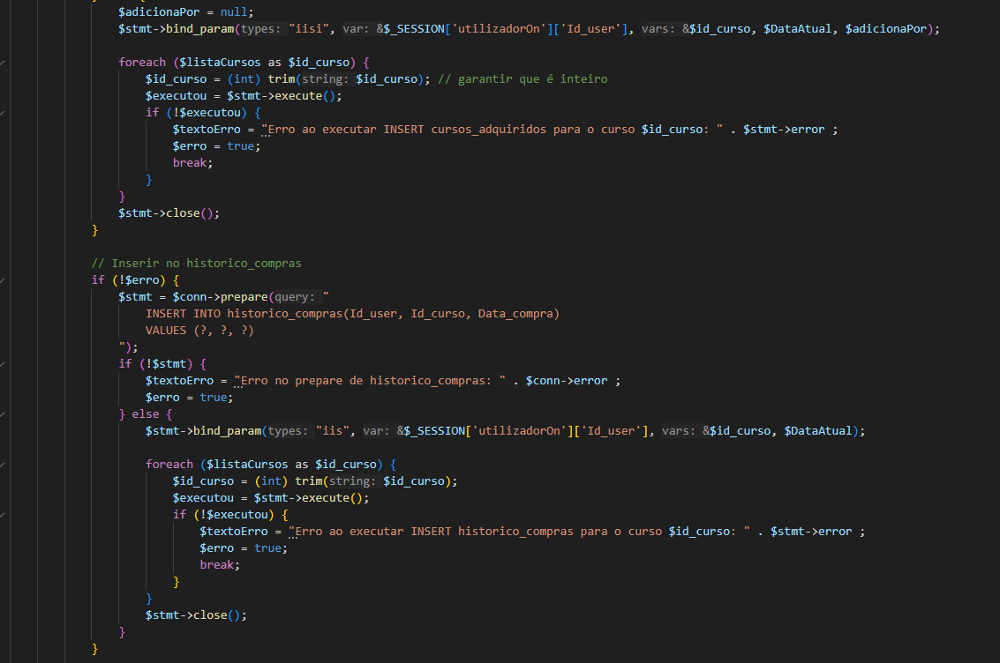 $adicionaPor = null;
$stmt->bind_param(types: "iisi", var: &$_SESSION['utilizadorOn']['Id_user'], vars: &$id_curso, $DataAtual, $adicionaPor);
foreach ($listaCursos as $id_curso) {
$id_curso = (int) trim(string: $id_curso); // garantir que é inteiro
$executou = $stmt->execute();
if (!$executou) {
$textoErro = "Erro ao executar INSERT cursos_adquiridos para o curso $id_curso: " . $stmt->error ;
$erro = true;
break;
}
}
$stmt->close();
}
// Inserir no historico_compras
if (!$erro) {
$stmt = $conn->prepare(query: "
INSERT INTO historico_compras(Id_user, Id_curso, Data_compra)
VALUES (?, ?, ?)
");
if (!$stmt) {
$textoErro = "Erro no prepare de historico_compras: " . $conn->error ;
$erro = true;
} else {
$stmt->bind_param(types: "iis", var: &$_SESSION['utilizadorOn']['Id_user'], vars: &$id_curso, $DataAtual);
foreach ($listaCursos as $id_curso) {
$id_curso = (int) trim(string: $id_curso);
$executou = $stmt->execute();
if (!$executou) {
$textoErro = "Erro ao executar INSERT historico_compras para o curso $id_curso: " . $stmt->error ;
$erro = true;
break;
}
}
$stmt->close();
}
}